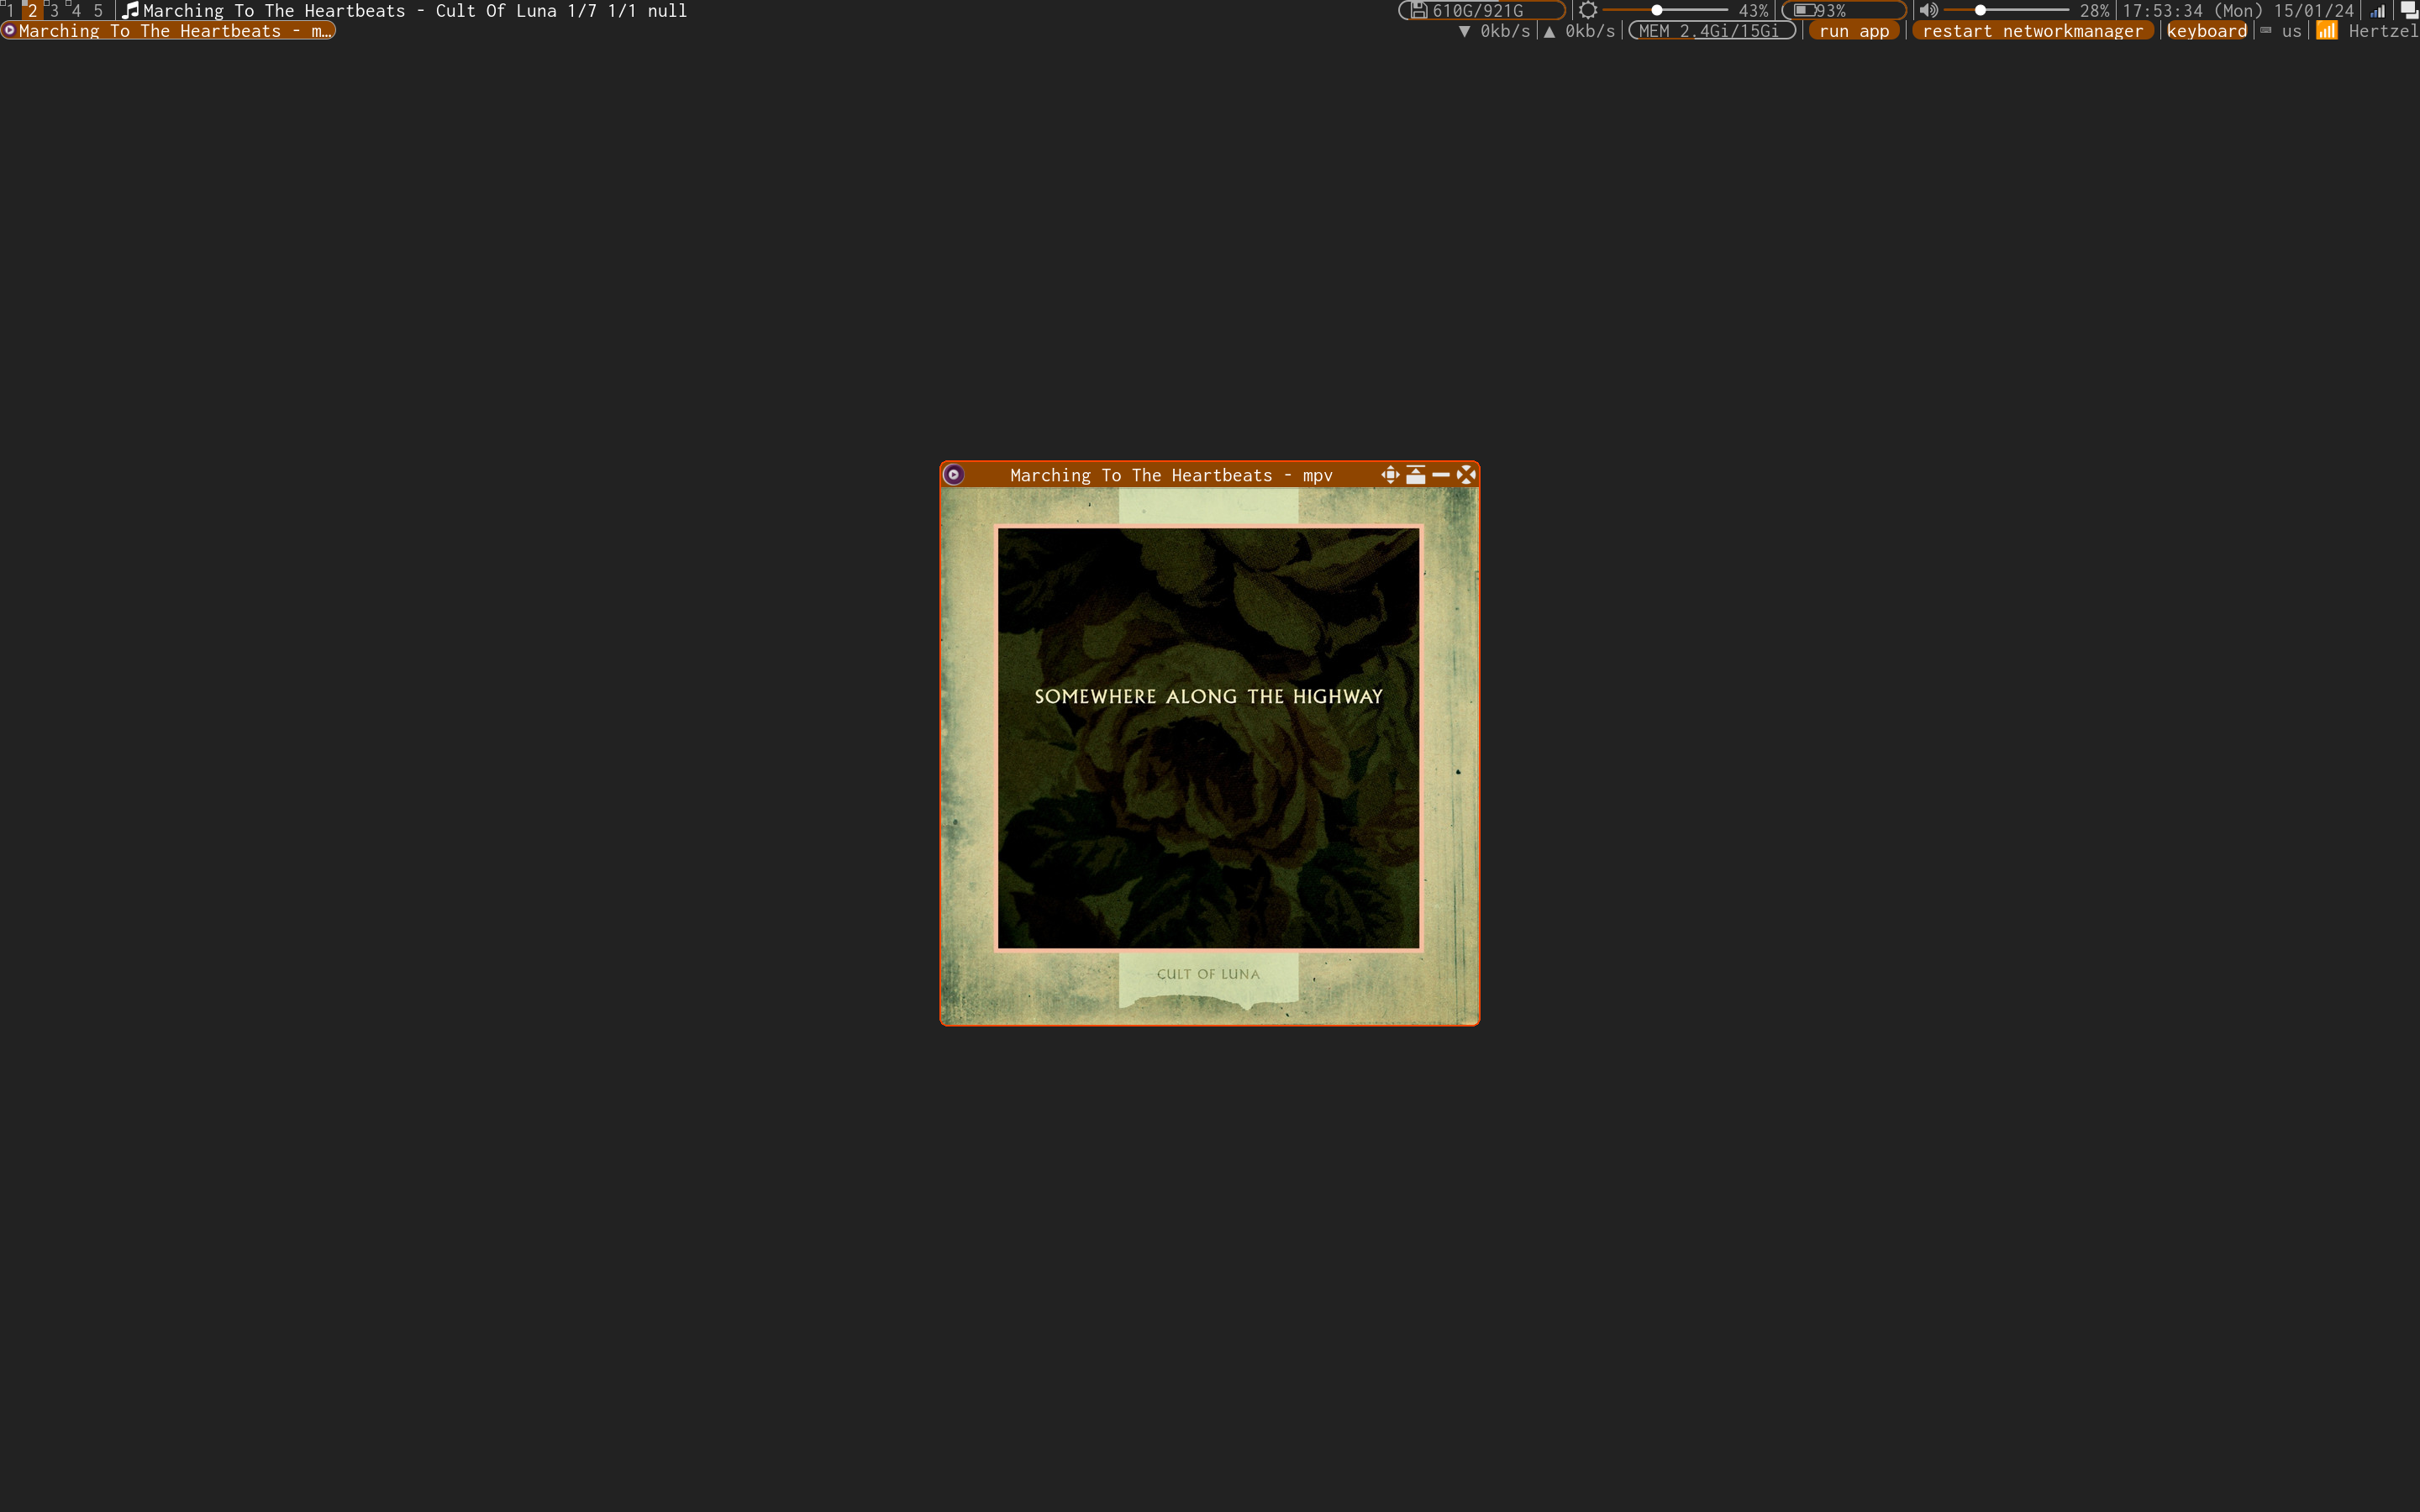 1 2 3 4 5 Marching To The Heartbeats - Cult Of Luna 1/7 1/1 null 610G/921G 43% 93% 28% 17:53:34 (Mon) 15/01/24
Marching To The Heartbeats - m… ▼ 0kb/s ▲ 0kb/s MEM 2.4Gi/15Gi run app restart networkmanager keyboard us Hertzel
Marching To The Heartbeats - mpv
SOMEWHERE ALONG THE HIGHWAY
CULT OF LUNA